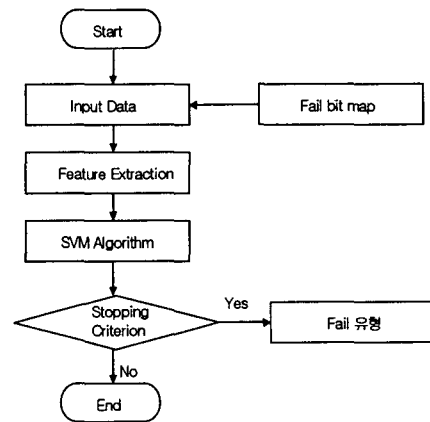 Start
Input Data
Fail bit map
Feature Extraction
SVM Algorithm
Stopping
Criterion
Yes
Fail 유형
No
End